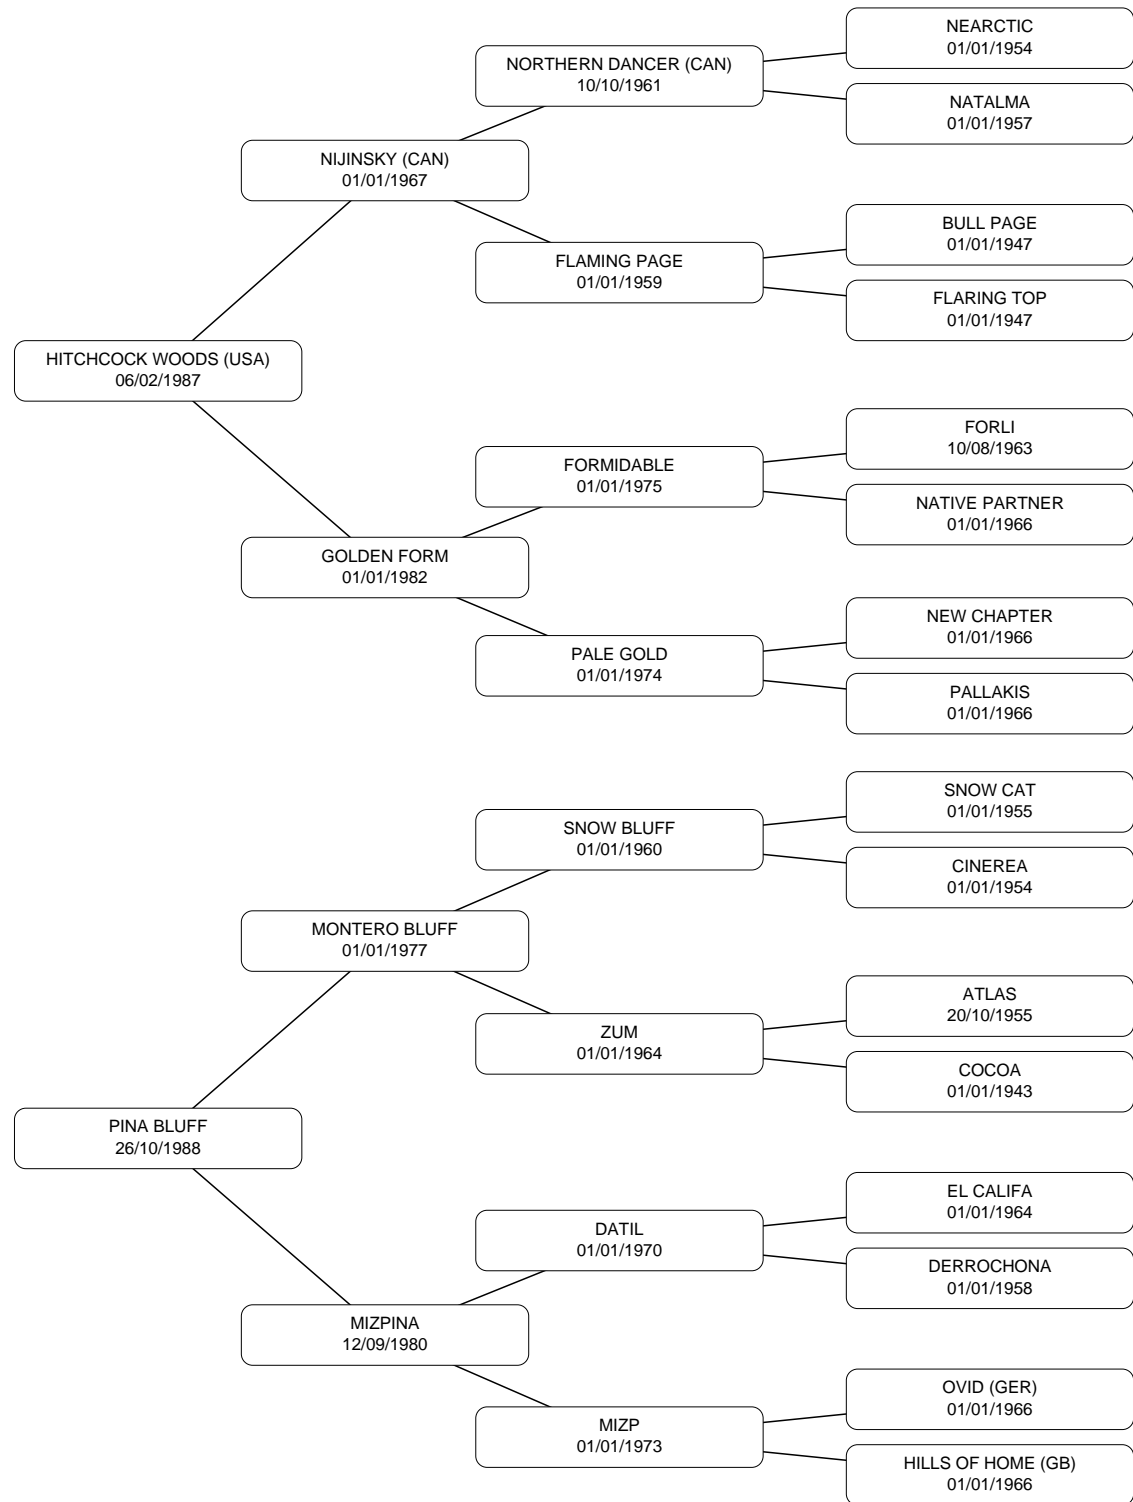 NEARCTIC
01/01/1954
NORTHERN DANCER (CAN)
10/10/1961
NATALMA
01/01/1957
NIJINSKY (CAN)
01/01/1967
BULL PAGE
01/01/1947
FLAMING PAGE
01/01/1959
FLARING TOP
01/01/1947
HITCHCOCK WOODS (USA)
06/02/1987
FORLI
10/08/1963
FORMIDABLE
01/01/1975
NATIVE PARTNER
01/01/1966
GOLDEN FORM
01/01/1982
NEW CHAPTER
01/01/1966
PALE GOLD
01/01/1974
PALLAKIS
01/01/1966
SNOW CAT
01/01/1955
SNOW BLUFF
01/01/1960
CINEREA
01/01/1954
MONTERO BLUFF
01/01/1977
ATLAS
20/10/1955
ZUM
01/01/1964
COCOA
01/01/1943
PINA BLUFF
26/10/1988
EL CALIFA
01/01/1964
DATIL
01/01/1970
DERROCHONA
01/01/1958
MIZPINA
12/09/1980
OVID (GER)
01/01/1966
MIZP
01/01/1973
HILLS OF HOME (GB)
01/01/1966